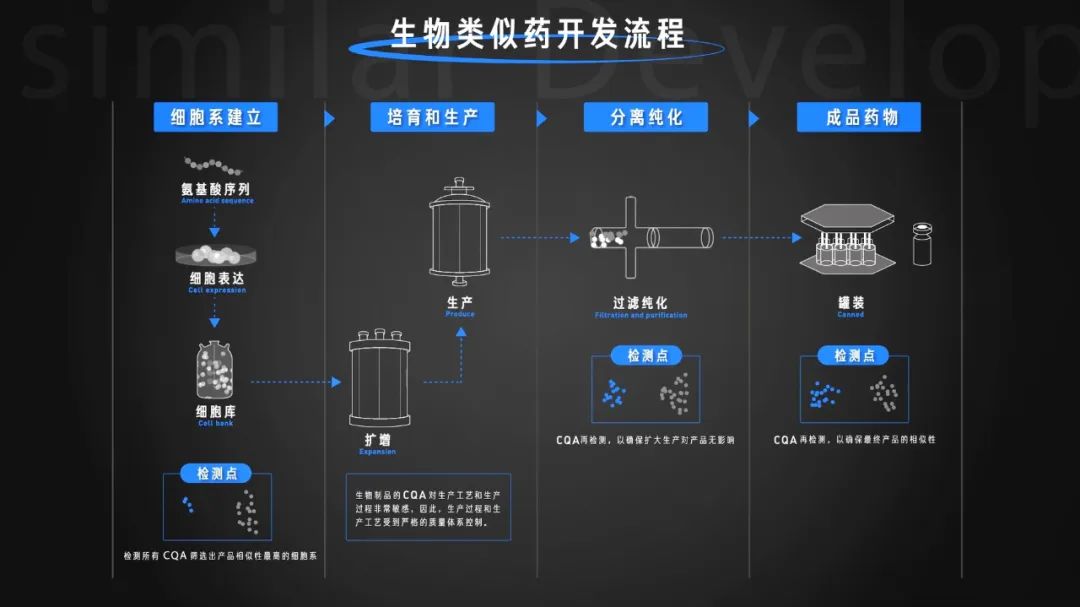 similar Develop
生物类似药开发流程
细胞系建立
培育和生产
分离纯化
成品药物
氨基酸序列
Amino acid sequence
细胞表达
Cell expression
细胞库
Cell bank
检测点
检测所有 CQA 筛选出产品相似性最高的细胞系
生产
Produce
扩增
Expansion
生物制品的CQA对生产工艺和生产
过程非常敏感，因此，生产过程和生
产工艺受到严格的质量体系控制。
过滤纯化
Filtration and purification
检测点
CQA再检测，以确保扩大生产对产品无影响
罐装
Canned
检测点
CQA 再检测，以确保最终产品的相似性